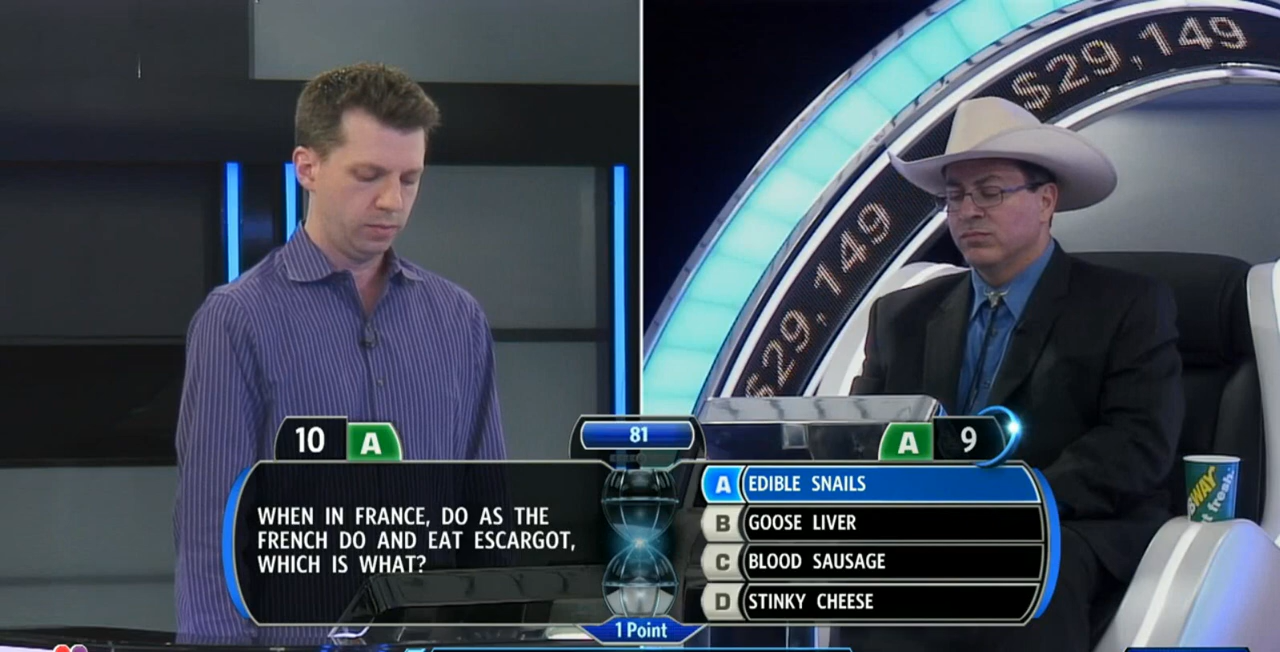 $29,149
$29,149
10 A
81
A 9
WHEN IN FRANCE, DO AS THE
FRENCH DO AND EAT ESCARGOT,
WHICH IS WHAT?
A EDIBLE SNAILS
B GOOSE LIVER
C BLOOD SAUSAGE
D STINKY CHEESE
1 Point
fresh